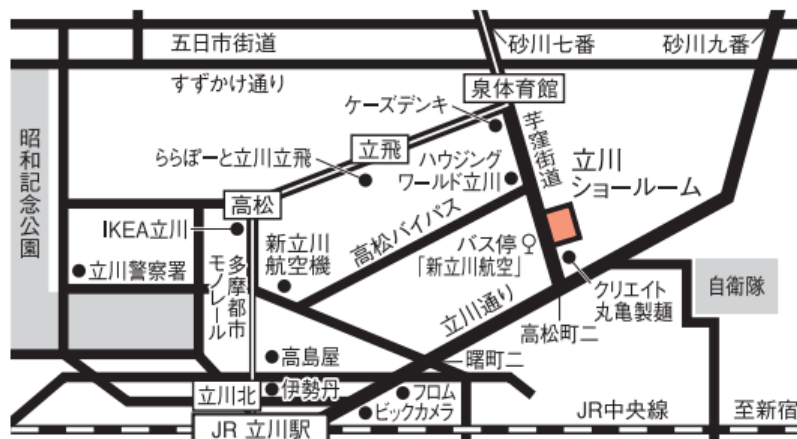 五日市街道
砂川七番
砂川九番
すずかけ通り
泉体育館
ケーズデンキ
芋窪街道
昭和記念公園
立飛
ららぽーと立川立飛
ハウジング
ワールド立川
立川
ショールーム
高松
IKEA立川
高松バイパス
新立川
航空機
バス停
「新立川航空」
立川警察署
多摩都市
モノレール
立川通り
クリエイト
丸亀製麺
自衛隊
高松町二
高島屋
曙町二
立川北
伊勢丹
フロム
ビックカメラ
JR中央線
至新宿
JR 立川駅